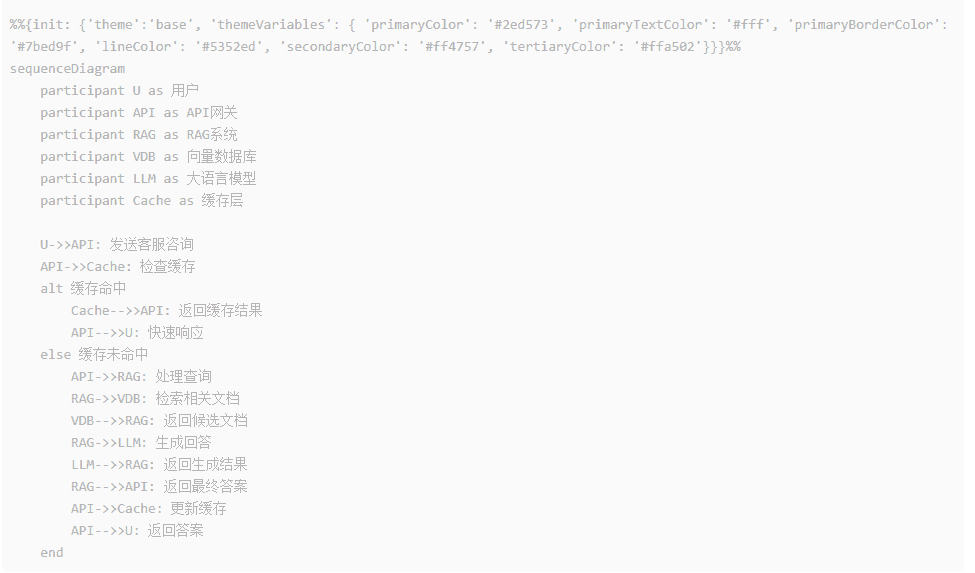 %%{init: {'theme':'base', 'themeVariables': { 'primaryColor': '#2ed573', 'primaryTextColor': '#fff', 'primaryBorderColor':
'#7bed9f', 'lineColor': '#5352ed', 'secondaryColor': '#ff4757', 'tertiaryColor': '#ffa502'}}}%%
sequenceDiagram
    participant U as 用户
    participant API as API网关
    participant RAG as RAG系统
    participant VDB as 向量数据库
    participant LLM as 大语言模型
    participant Cache as 缓存层

    U->>API: 发送客服咨询
    API->>Cache: 检查缓存
    alt 缓存命中
        Cache-->>API: 返回缓存结果
        API-->>U: 快速响应
    else 缓存未命中
        API->>RAG: 处理查询
        RAG->>VDB: 检索相关文档
        VDB-->>RAG: 返回候选文档
        RAG->>LLM: 生成回答
        LLM-->>RAG: 返回生成结果
        RAG-->>API: 返回最终答案
        API->>Cache: 更新缓存
        API-->>U: 返回答案
    end